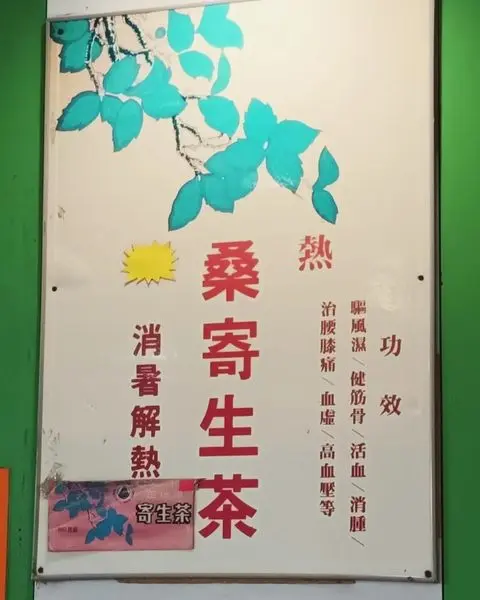 功效
驅風濕／健筋骨／活血／消腫／
治腰膝痛／血虛／高血壓等
熱
桑寄生茶
消暑解熱
寄生茶